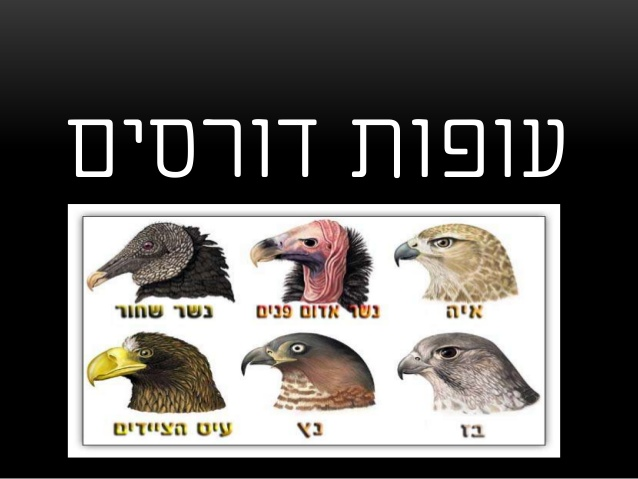 עופות דורסים
איה
נשר אדום פנים
נשר שחור
בז
נץ
עיט הציידים